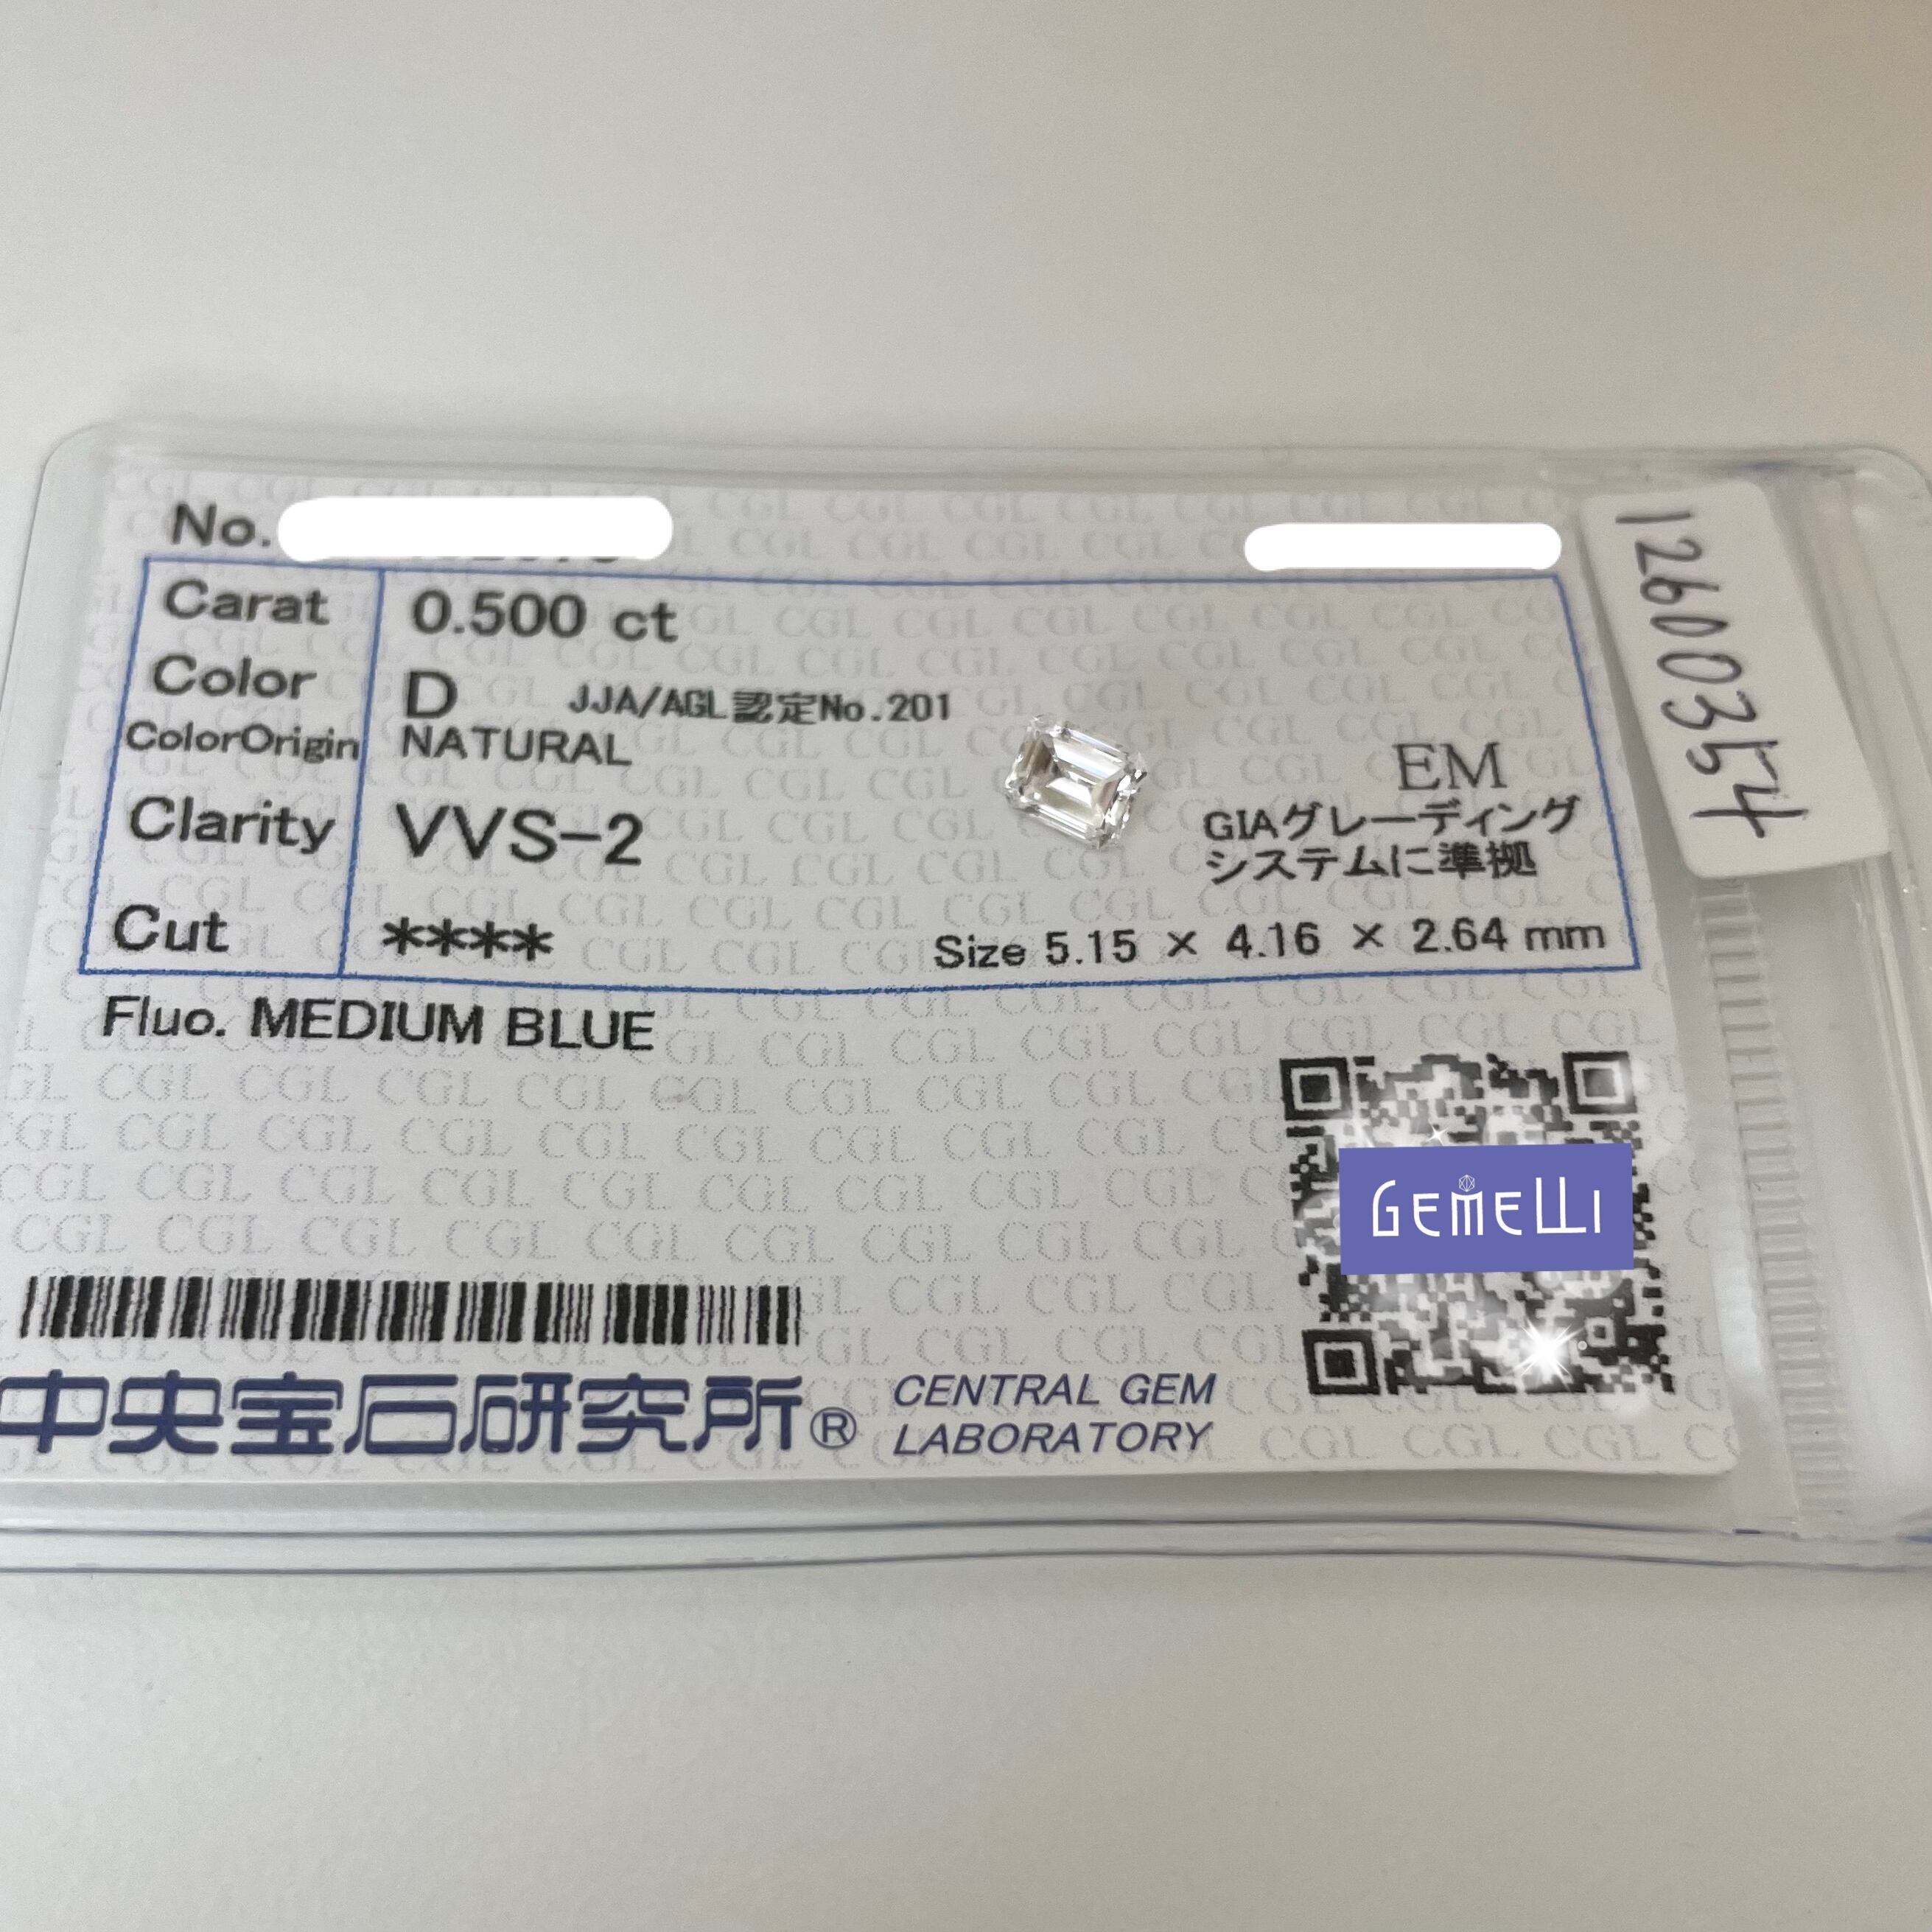 No.
Carat 0.500 ct
Color D JJA/AGL認定No.201
ColorOrigin NATURAL
Clarity VVS-2
EM
GIAグレーディング
システムに準拠
Cut ****
Size 5.15 × 4.16 × 2.64 mm
Fluo. MEDIUM BLUE
GEMELLI
中央宝石研究所®
CENTRAL GEM
LABORATORY
12600354
CGL